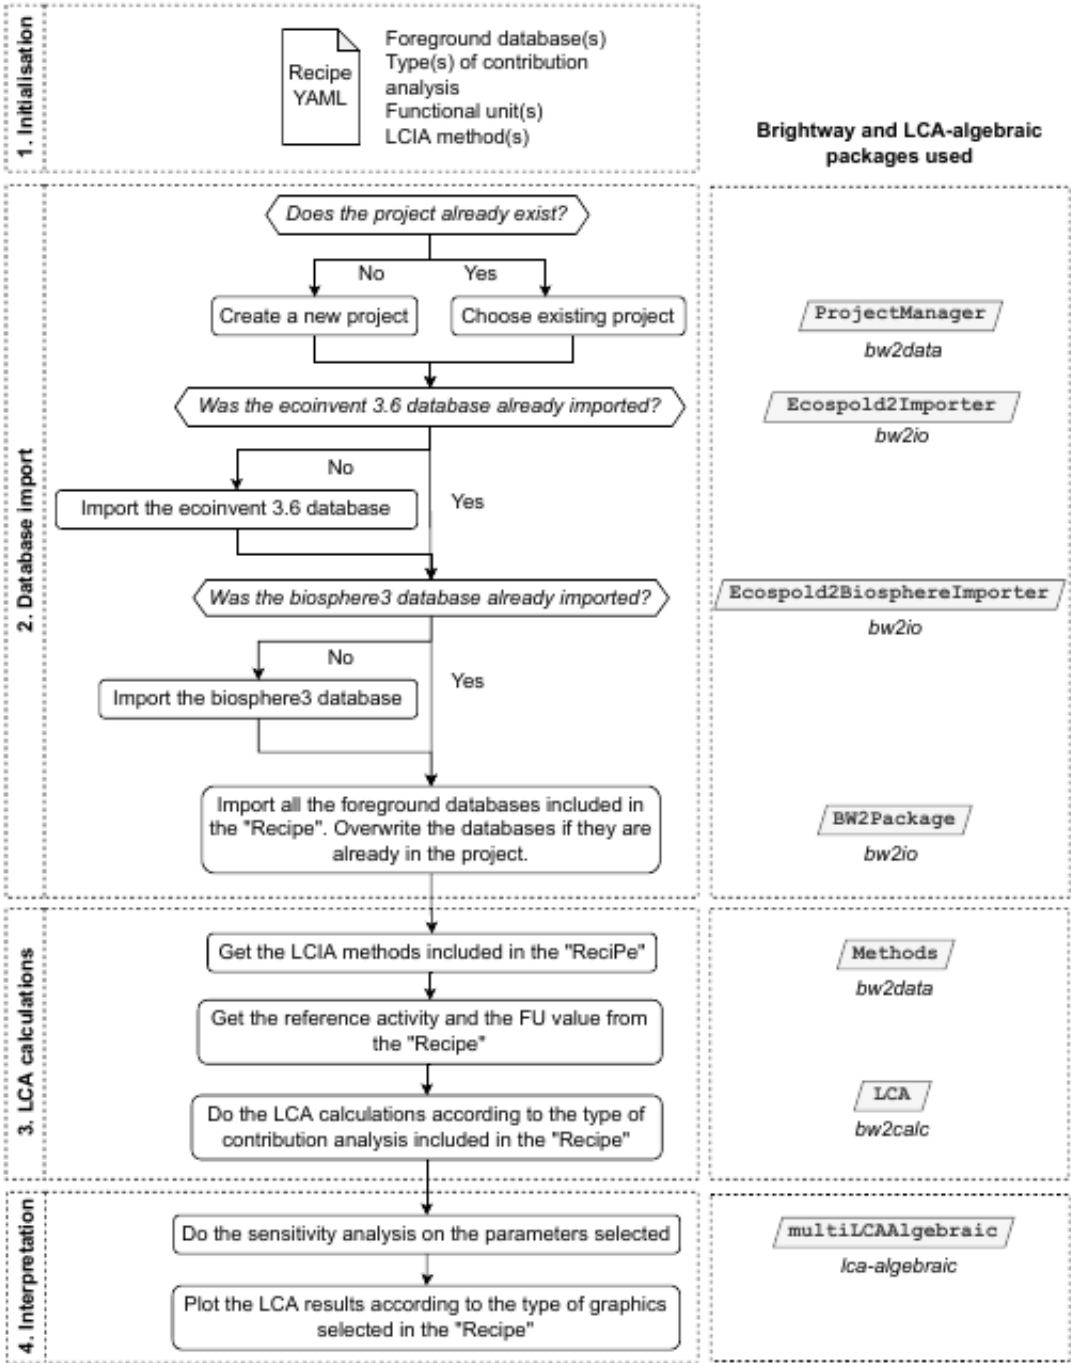 1. Initialisation
Recipe
YAML
Foreground database(s)
Type(s) of contribution
analysis
Functional unit(s)
LCIA method(s)
Brightway and LCA-algebraic
packages used
2. Database import
Does the project already exist?
No
Yes
Create a new project
Choose existing project
ProjectManager
bw2data
Was the ecoinvent 3.6 database already imported?
Ecospold2Importer
bw2io
No
Yes
Import the ecoinvent 3.6 database
Was the biosphere3 database already imported?
Ecospold2BiosphereImporter
bw2io
No
Yes
Import the biosphere3 database
Import all the foreground databases included in
the "Recipe". Overwrite the databases if they are
already in the project.
BW2Package
bw2io
3. LCA calculations
Get the LCIA methods included in the "ReciPe"
Methods
bw2data
Get the reference activity and the FU value from
the "Recipe"
Do the LCA calculations according to the type of
contribution analysis included in the "Recipe"
LCA
bw2calc
4. Interpretation
Do the sensitivity analysis on the parameters selected
multiLCAAlgebraic
lca-algebraic
Plot the LCA results according to the type of graphics
selected in the "Recipe"